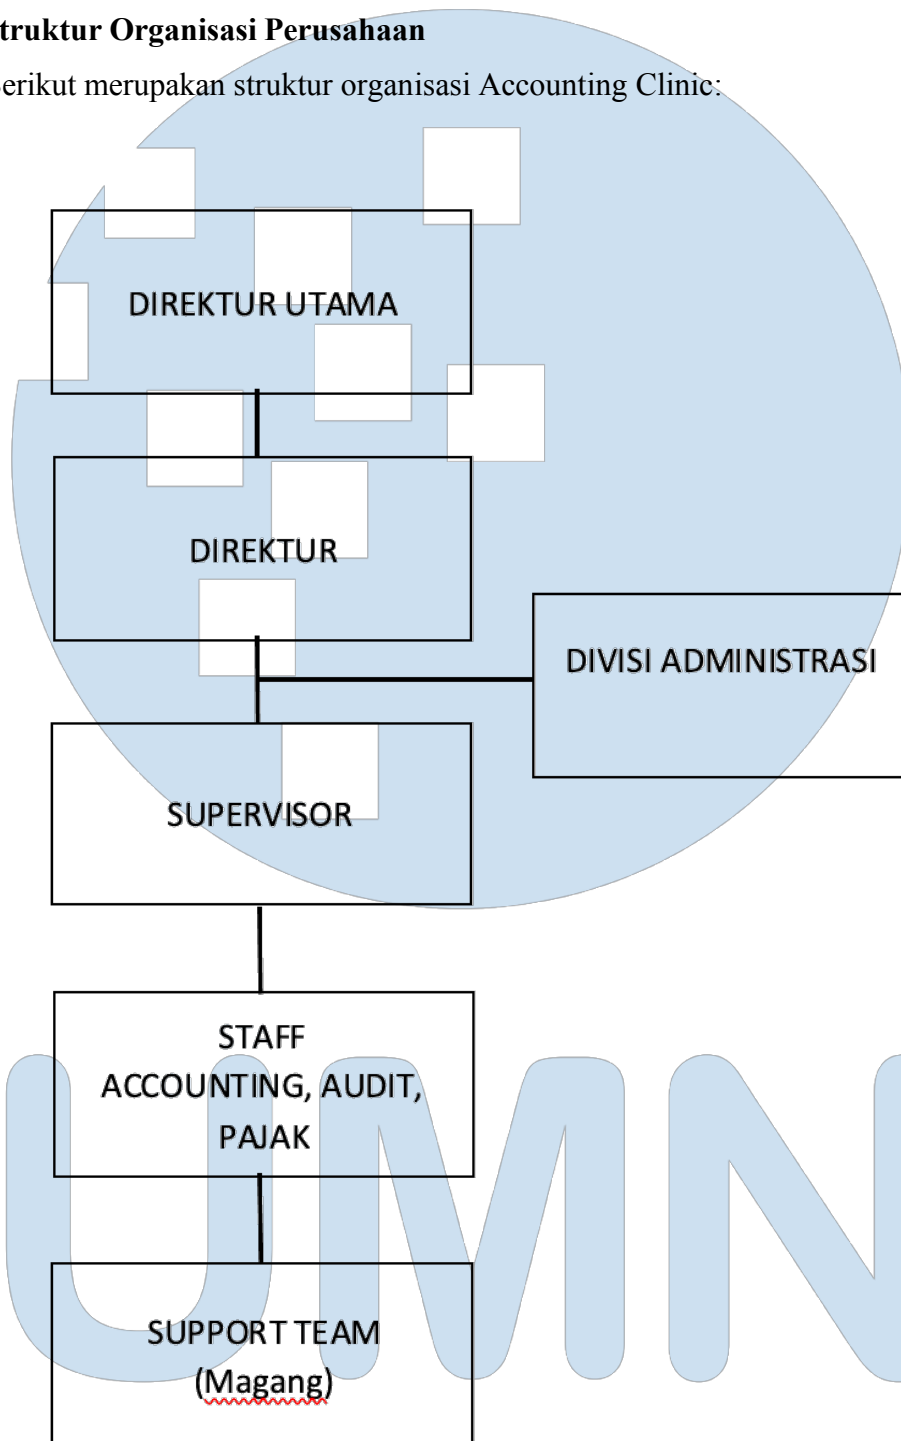 truktur Organisasi Perusahaan
erikut merupakan struktur organisasi Accounting Clinic:
DIREKTUR UTAMA
DIREKTUR
DIVISI ADMINISTRASI
SUPERVISOR
STAFF
ACCOUNTING, AUDIT,
PAJAK
SUPPORT TEAM
(Magang)
UMN